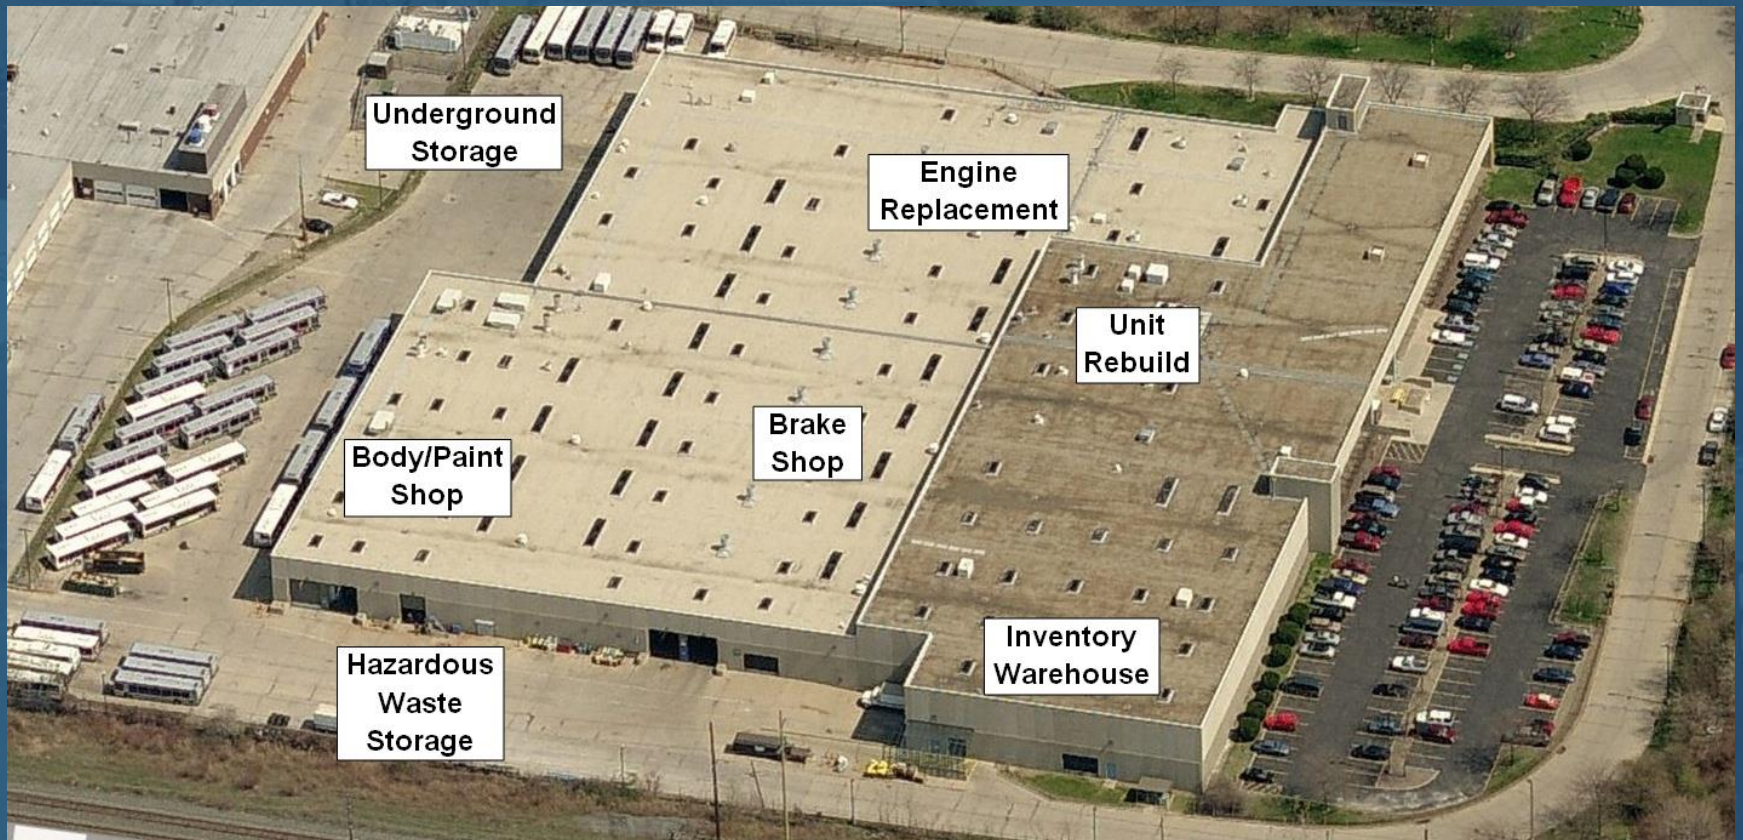 Underground
Storage
Engine
Replacement
Unit
Rebuild
Brake
Shop
Body/Paint
Shop
Inventory
Warehouse
Hazardous
Waste
Storage